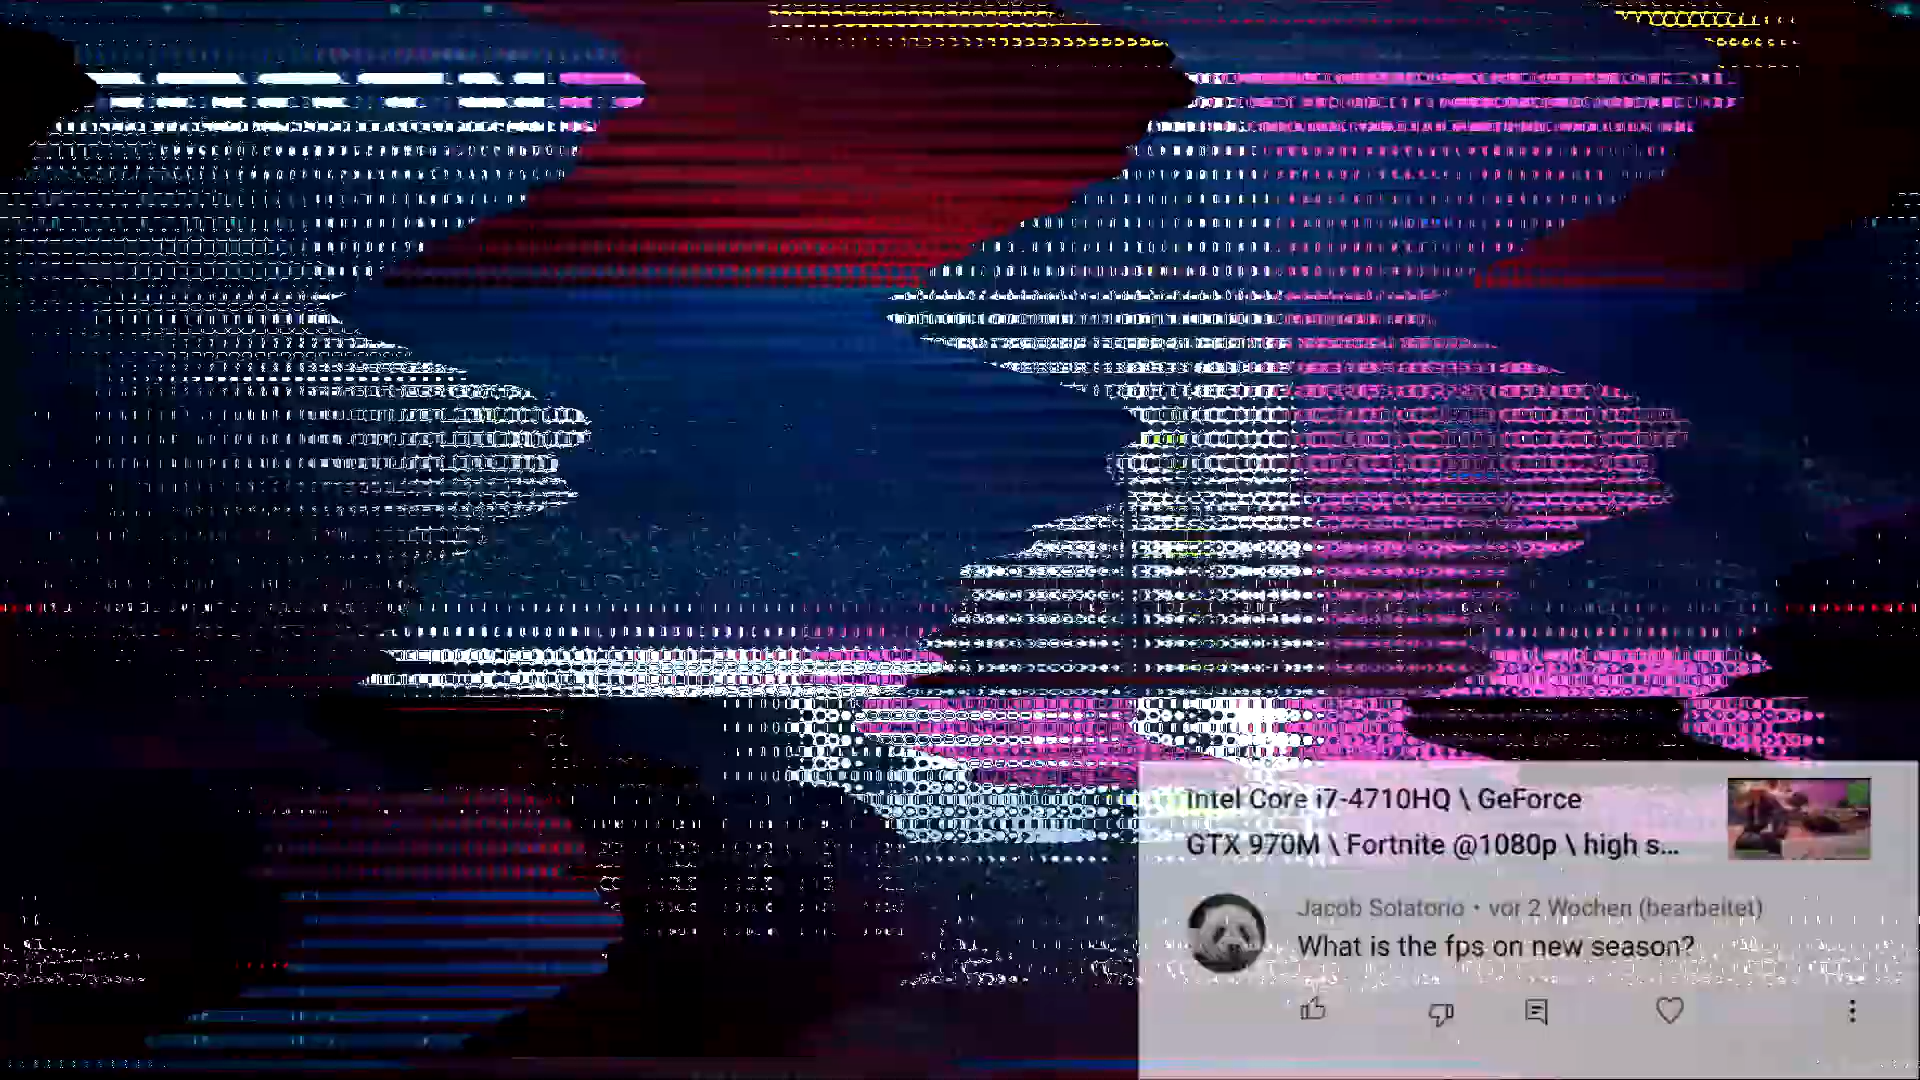 Intel Core i7-4710HQ \ GeForce
GTX 970M \ Fortnite @1080p \ high s...
Jacob Solatorio • vor 2 Wochen (bearbeitet)
What is the fps on new season?